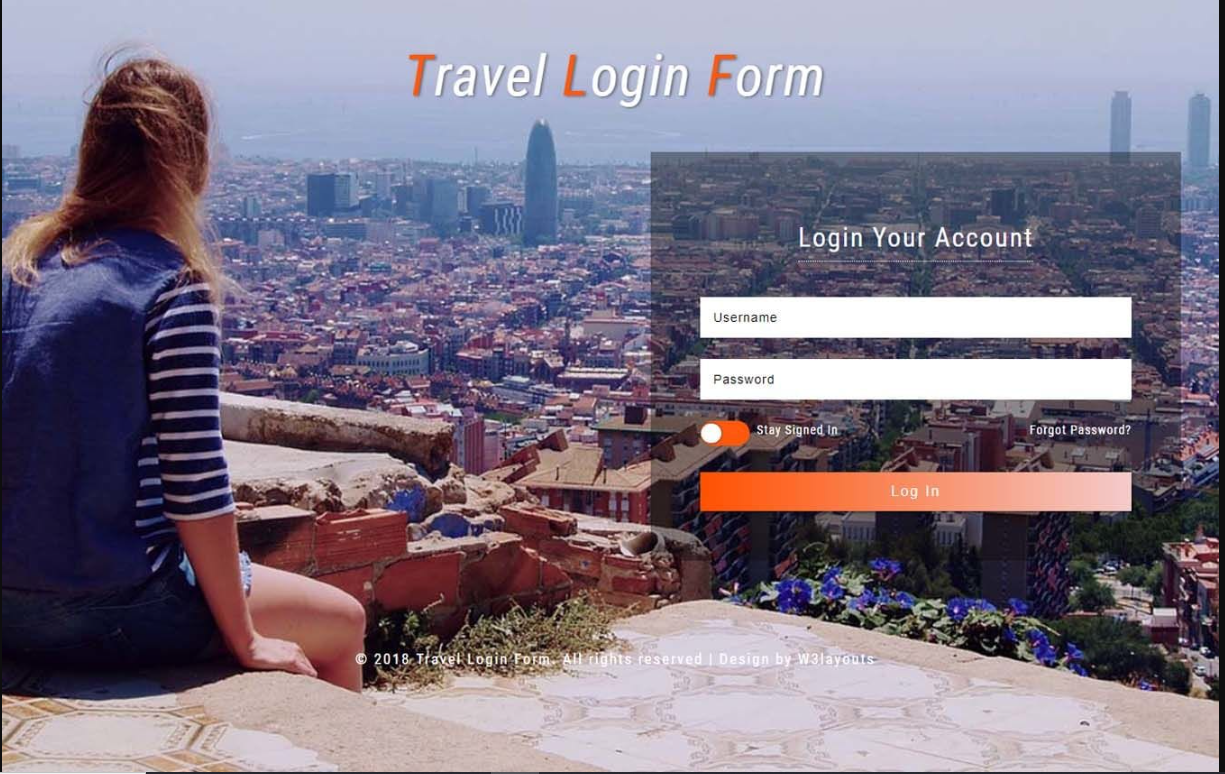 Travel Login Form
Login Your Account
Username
Password
Stay Signed In
Forgot Password?
Log In
© 2018 Travel Login Form. All rights reserved | Design by W3layouts